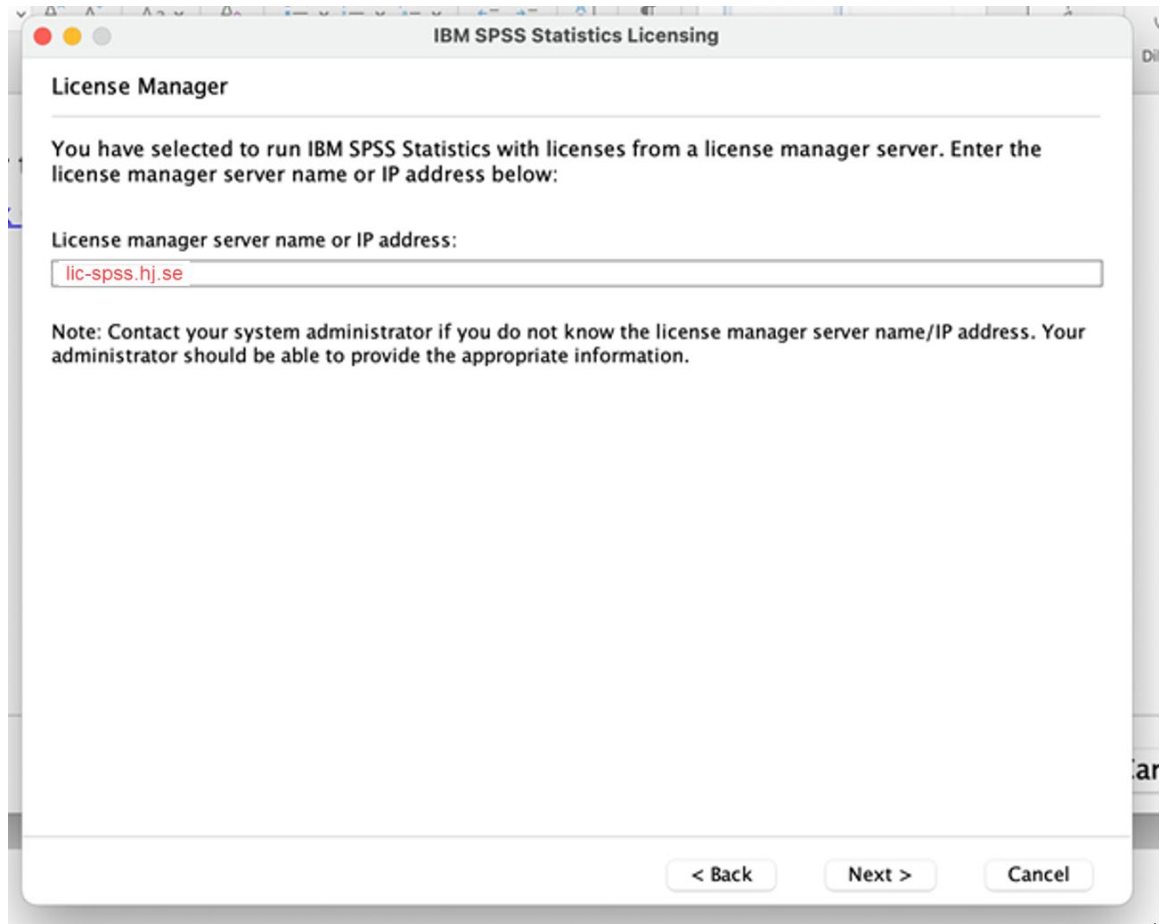 IBM SPSS Statistics Licensing
License Manager
You have selected to run IBM SPSS Statistics with licenses from a license manager server. Enter the
license manager server name or IP address below:
License manager server name or IP address:
lic-spss.hj.se
Note: Contact your system administrator if you do not know the license manager server name/IP address. Your
administrator should be able to provide the appropriate information.
< Back Next > Cancel